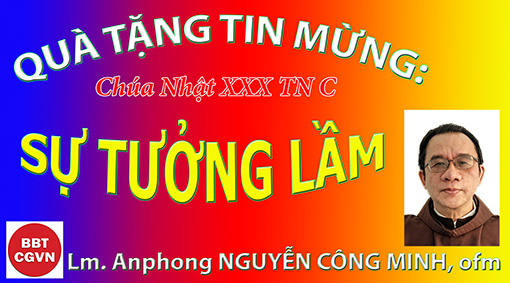 QUÀ TẶNG TIN MỪNG:
Chúa Nhật XXX TN C
SỰ TƯỞNG LẦM
BBT
CGVN
Lm. Anphong NGUYỄN CÔNG MINH, ofm